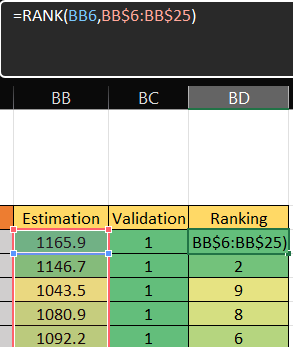 =RANK(BB6,BB$6:BB$25)
BB BC BD
Estimation Validation Ranking
1165.9 1 BB$6:BB$25)
1146.7 1 2
1043.5 1 9
1080.9 1 8
1092.2 1 6